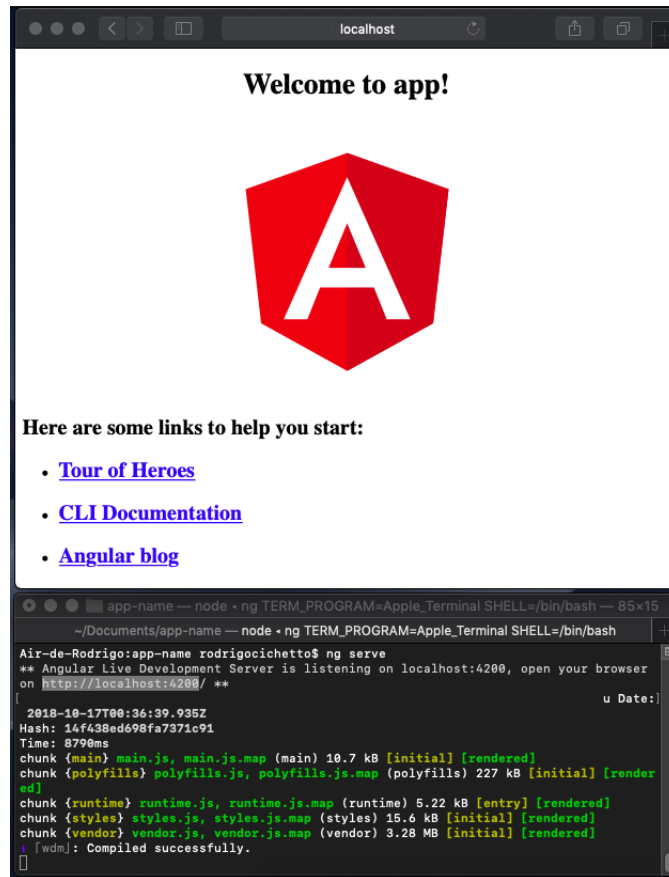 localhost
Welcome to app!
A
Here are some links to help you start:
• Tour of Heroes
• CLI Documentation
• Angular blog
app-name — node ◂ ng TERM_PROGRAM=Apple_Terminal SHELL=/bin/bash — 85×15
~/Documents/app-name — node ◂ ng TERM_PROGRAM=Apple_Terminal SHELL=/bin/bash
Air-de-Rodrigo:app-name rodrigocichetto$ ng serve
** Angular Live Development Server is listening on localhost:4200, open your browser
on http://localhost:4200/ **
[ u Date:]
2018-10-17T00:36:39.935Z
Hash: 14f438ed698fa7371c91
Time: 8790ms
chunk {main} main.js, main.js.map (main) 10.7 kB [initial] [rendered]
chunk {polyfills} polyfills.js, polyfills.js.map (polyfills) 227 kB [initial] [render
ed]
chunk {runtime} runtime.js, runtime.js.map (runtime) 5.22 kB [entry] [rendered]
chunk {styles} styles.js, styles.js.map (styles) 15.6 kB [initial] [rendered]
chunk {vendor} vendor.js, vendor.js.map (vendor) 3.28 MB [initial] [rendered]
ℹ ｢wdm｣: Compiled successfully.